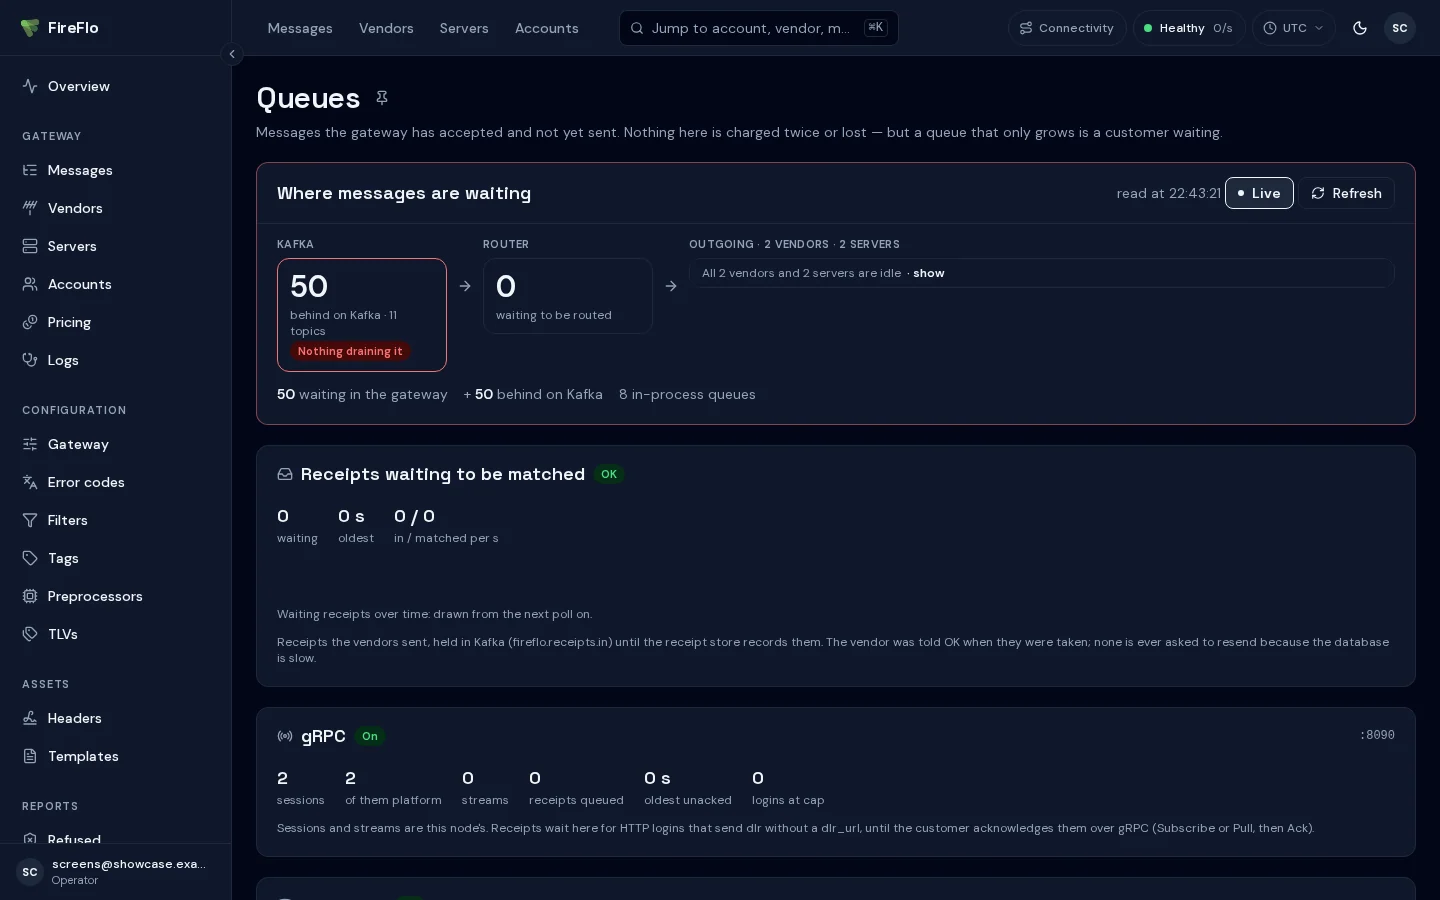 FireFlo
Messages
Vendors
Servers
Accounts
Jump to account, vendor, m...
⌘K
Connectivity
Healthy 0/s
UTC
SC
Overview
GATEWAY
Messages
Vendors
Servers
Accounts
Pricing
Logs
CONFIGURATION
Gateway
Error codes
Filters
Tags
Preprocessors
TLVs
ASSETS
Headers
Templates
REPORTS
Refused
SC
screens@showcase.exa...
Operator
Queues
Messages the gateway has accepted and not yet sent. Nothing here is charged twice or lost — but a queue that only grows is a customer waiting.
Where messages are waiting
read at 22:43:21
Live
Refresh
KAFKA
50
behind on Kafka · 11
topics
Nothing draining it
ROUTER
0
waiting to be routed
OUTGOING · 2 VENDORS · 2 SERVERS
All 2 vendors and 2 servers are idle · show
50 waiting in the gateway + 50 behind on Kafka 8 in-process queues
Receipts waiting to be matched OK
0 0 s 0 / 0
waiting oldest in / matched per s
Waiting receipts over time: drawn from the next poll on.
Receipts the vendors sent, held in Kafka (fireflo.receipts.in) until the receipt store records them. The vendor was told OK when they were taken; none is ever asked to resend because the database
is slow.
gRPC On
:8090
2 2 0 0 0 s 0
sessions of them platform streams receipts queued oldest unacked logins at cap
Sessions and streams are this node's. Receipts wait here for HTTP logins that send dlr without a dlr_url, until the customer acknowledges them over gRPC (Subscribe or Pull, then Ack).